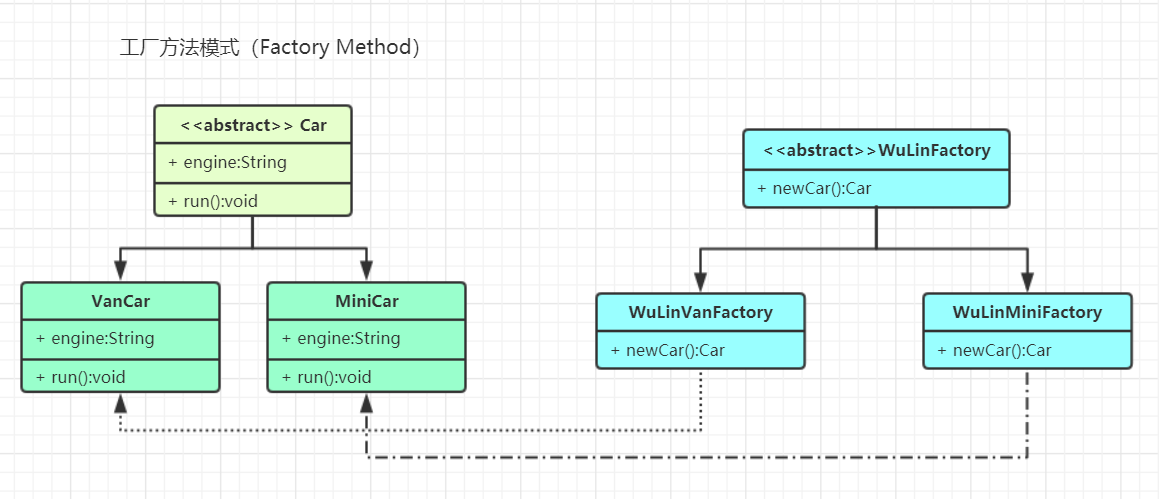 工厂方法模式（Factory Method）
<<abstract>> Car
+ engine:String
+ run():void
<<abstract>>WuLinFactory
+ newCar():Car
VanCar
+ engine:String
+ run():void
MiniCar
+ engine:String
+ run():void
WuLinVanFactory
+ newCar():Car
WuLinMiniFactory
+ newCar():Car